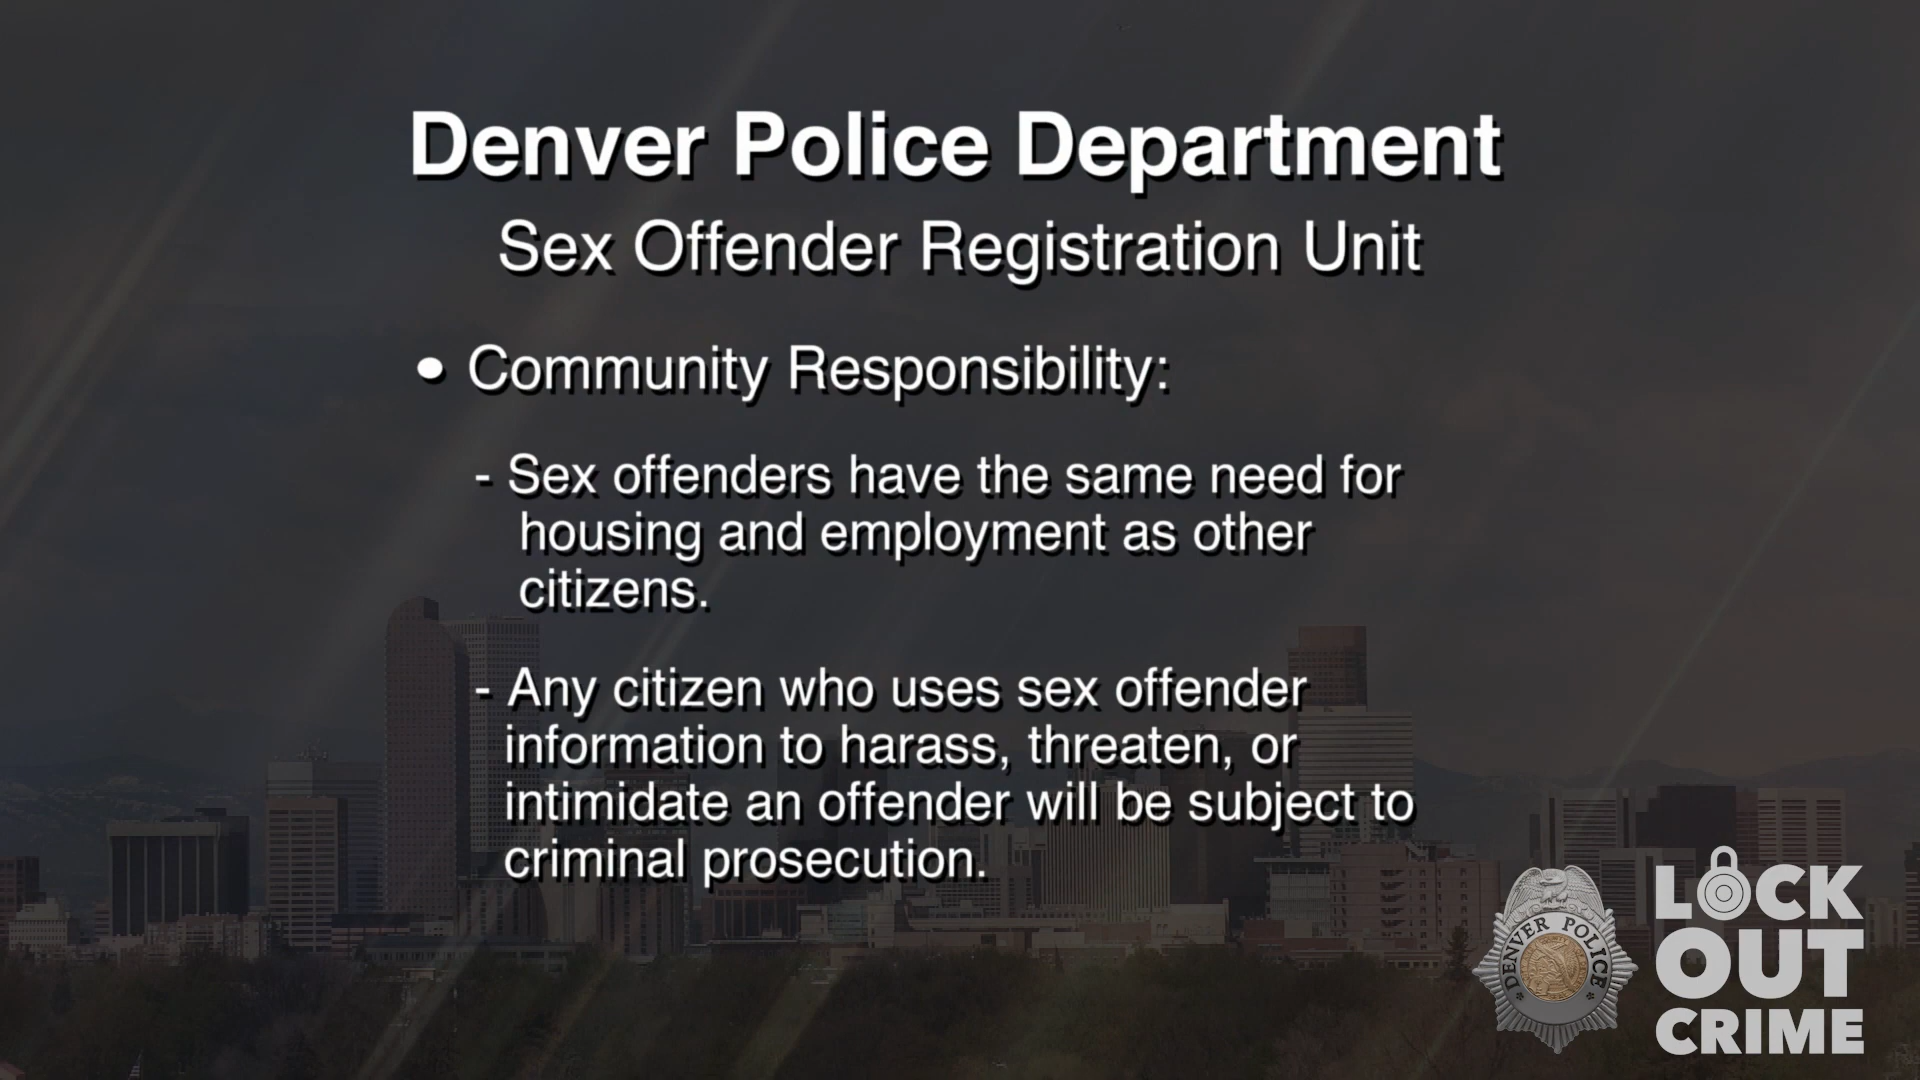 Denver Police Department
Sex Offender Registration Unit
• Community Responsibility:
- Sex offenders have the same need for
housing and employment as other
citizens.
- Any citizen who uses sex offender
information to harass, threaten, or
intimidate an offender will be subject to
criminal prosecution.
DENVER POLICE
LOCK
OUT
CRIME